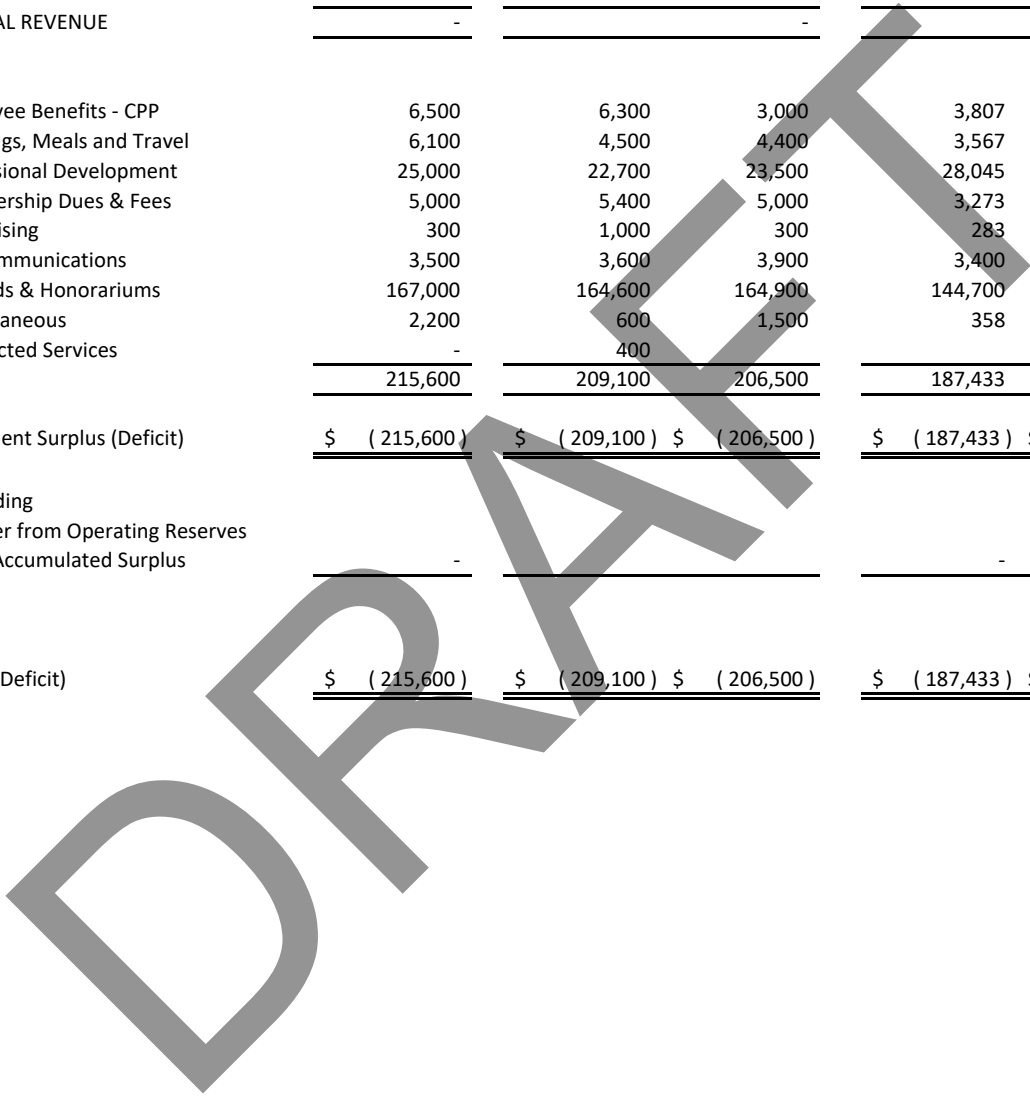 AL REVENUE - -
yee Benefits - CPP 6,500 6,300 3,000 3,807
gs, Meals and Travel 6,100 4,500 4,400 3,567
sional Development 25,000 22,700 23,500 28,045
ership Dues & Fees 5,000 5,400 5,000 3,273
ising 300 1,000 300 283
mmunications 3,500 3,600 3,900 3,400
ds & Honorariums 167,000 164,600 164,900 144,700
aneous 2,200 600 1,500 358
cted Services - 400
215,600 209,100 206,500 187,433
ent Surplus (Deficit) $ ( 215,600 ) $ ( 209,100 ) $ ( 206,500 ) $ ( 187,433 )
ding
er from Operating Reserves
Accumulated Surplus - -
Deficit) $ ( 215,600 ) $ ( 209,100 ) $ ( 206,500 ) $ ( 187,433 )
DRAFT